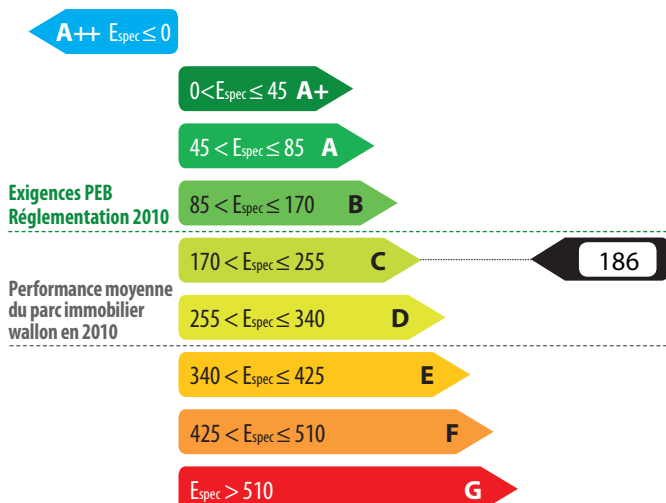 A++ Espec ≤ 0
0 < Espec ≤ 45 A+
45 < Espec ≤ 85 A
Exigences PEB
Réglementation 2010
85 < Espec ≤ 170 B
170 < Espec ≤ 255 C
186
Performance moyenne
du parc immobilier
wallon en 2010
255 < Espec ≤ 340 D
340 < Espec ≤ 425 E
425 < Espec ≤ 510 F
Espec > 510 G